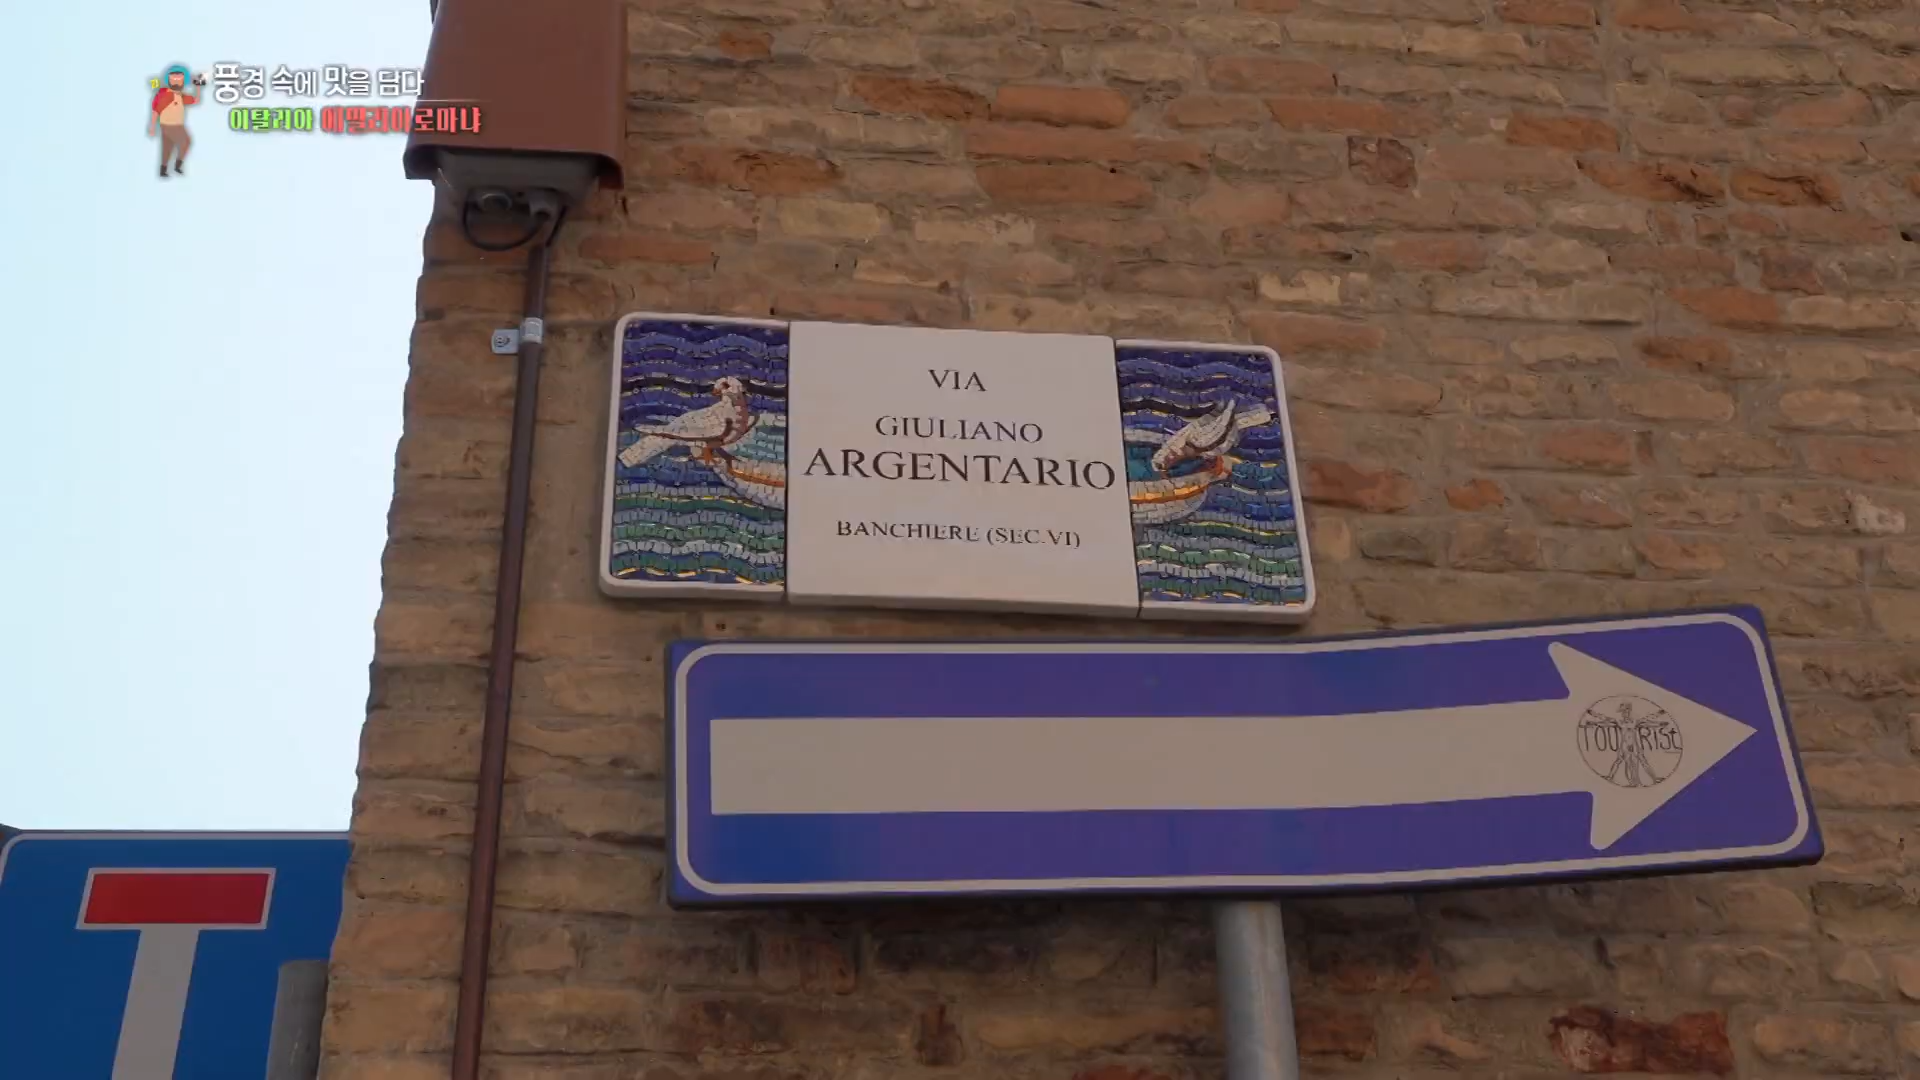 풍경 속에 맛을 담다
이탈리아 에밀리아로마냐
VIA
GIULIANO
ARGENTARIO
BANCHIERE (SEC.VI)
TOURISt